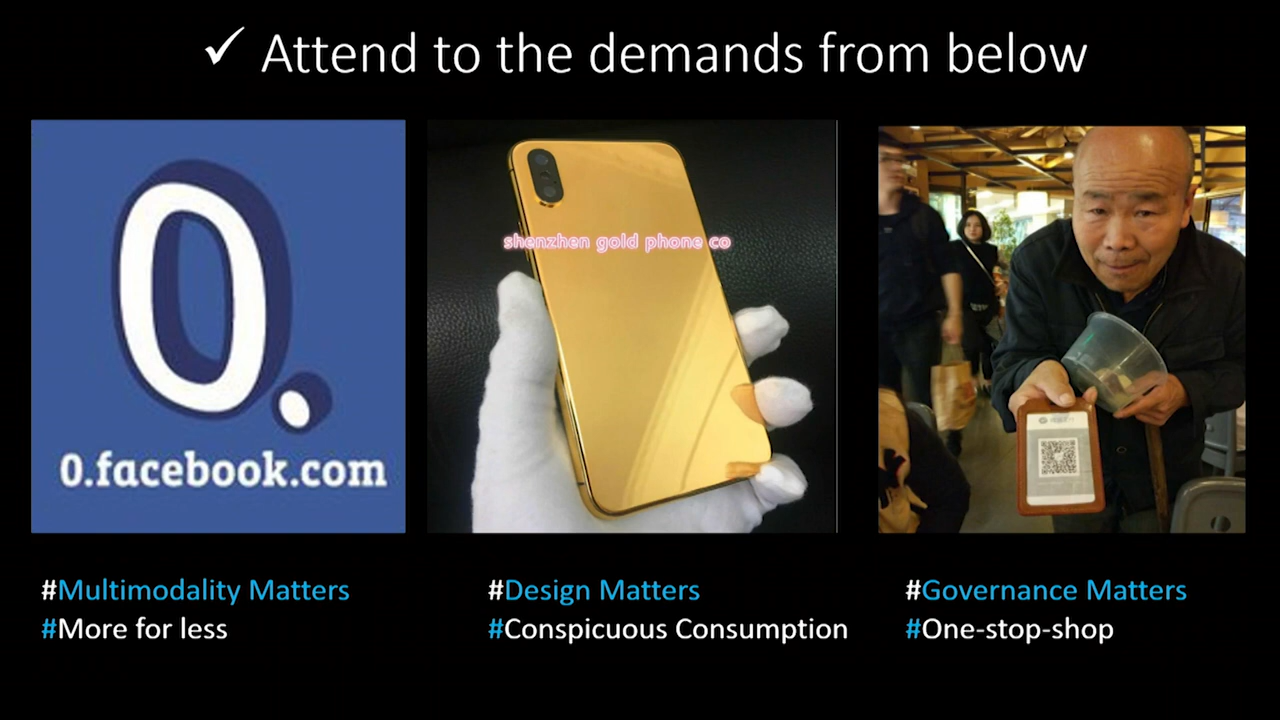 ✓ Attend to the demands from below
0.
0.facebook.com
shenzhen gold phone co
#Multimodality Matters
#More for less
#Design Matters
#Conspicuous Consumption
#Governance Matters
#One-stop-shop